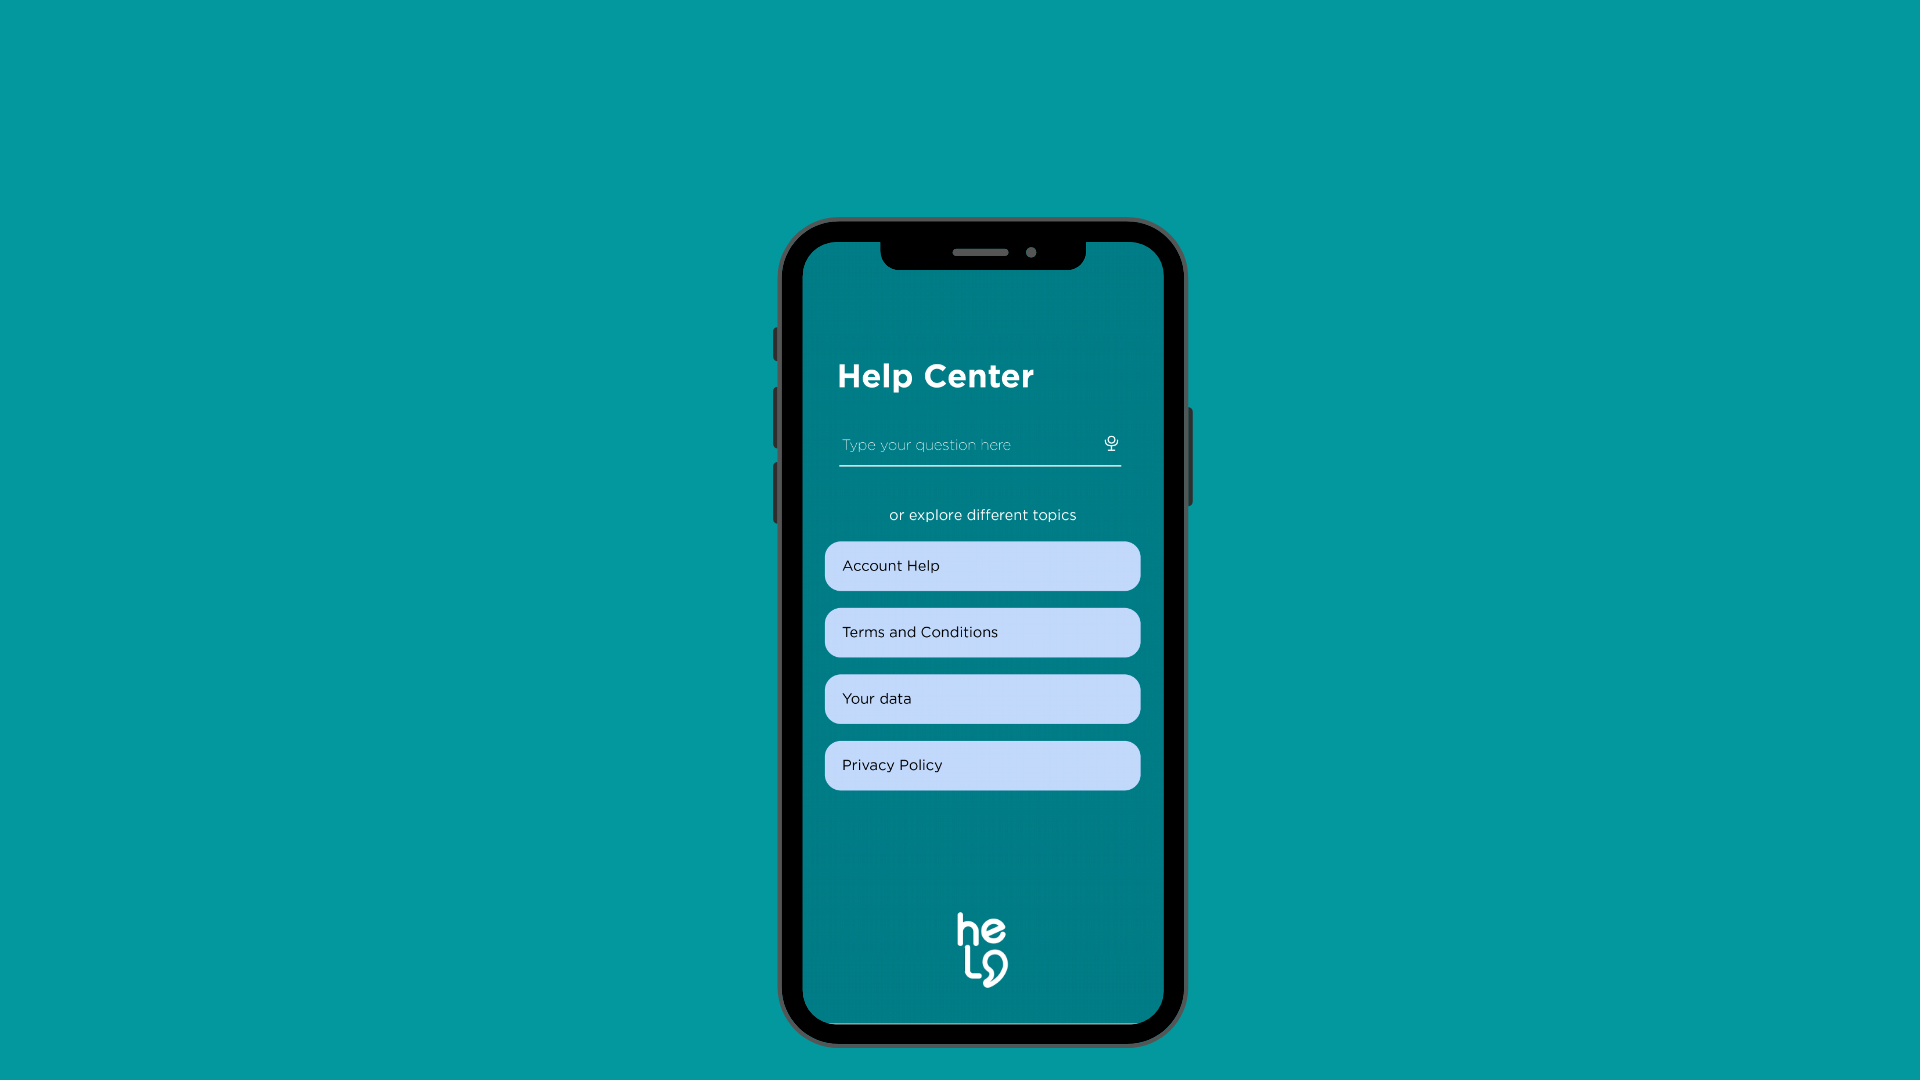 Help Center
Type your question here
or explore different topics
Account Help
Terms and Conditions
Your data
Privacy Policy
he
L